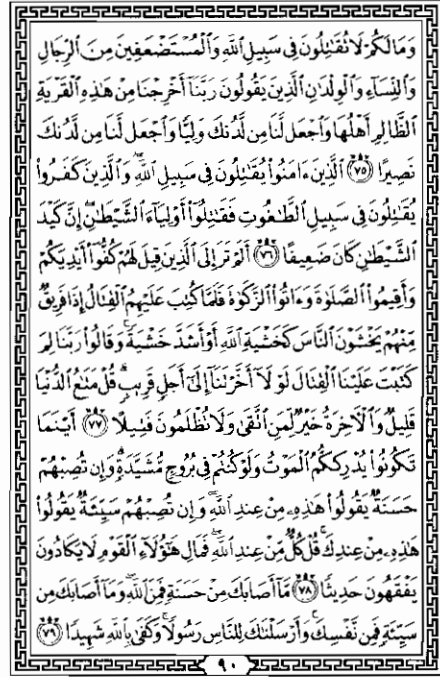 وَمَا لَكُمْ لَا تُقَٰتِلُونَ فِى سَبِيلِ ٱللَّهِ وَٱلْمُسْتَضْعَفِينَ مِنَ ٱلرِّجَالِ
وَٱلنِّسَآءِ وَٱلْوِلْدَٰنِ ٱلَّذِينَ يَقُولُونَ رَبَّنَآ أَخْرِجْنَا مِنْ هَٰذِهِ ٱلْقَرْيَةِ
ٱلظَّالِمِ أَهْلُهَا وَٱجْعَل لَّنَا مِن لَّدُنكَ وَلِيًّا وَٱجْعَل لَّنَا مِن لَّدُنكَ
نَصِيرًا ﴿٧٥﴾ ٱلَّذِينَ ءَامَنُوا۟ يُقَٰتِلُونَ فِى سَبِيلِ ٱللَّهِ ۖ وَٱلَّذِينَ كَفَرُوا۟
يُقَٰتِلُونَ فِى سَبِيلِ ٱلطَّٰغُوتِ فَقَٰتِلُوٓا۟ أَوْلِيَآءَ ٱلشَّيْطَٰنِ ۖ إِنَّ كَيْدَ
ٱلشَّيْطَٰنِ كَانَ ضَعِيفًا ﴿٧٦﴾ أَلَمْ تَرَ إِلَى ٱلَّذِينَ قِيلَ لَهُمْ كُفُّوٓا۟ أَيْدِيَكُمْ
وَأَقِيمُوا۟ ٱلصَّلَوٰةَ وَءَاتُوا۟ ٱلزَّكَوٰةَ فَلَمَّا كُتِبَ عَلَيْهِمُ ٱلْقِتَالُ إِذَا فَرِيقٌ
مِّنْهُمْ يَخْشَوْنَ ٱلنَّاسَ كَخَشْيَةِ ٱللَّهِ أَوْ أَشَدَّ خَشْيَةً ۚ وَقَالُوا۟ رَبَّنَا لِمَ
كَتَبْتَ عَلَيْنَا ٱلْقِتَالَ لَوْلَآ أَخَّرْتَنَآ إِلَىٰٓ أَجَلٍ قَرِيبٍ ۗ قُلْ مَتَٰعُ ٱلدُّنْيَا
قَلِيلٌ وَٱلْءَاخِرَةُ خَيْرٌ لِّمَنِ ٱتَّقَىٰ وَلَا تُظْلَمُونَ فَتِيلًا ﴿٧٧﴾ أَيْنَمَا
تَكُونُوا۟ يُدْرِككُّمُ ٱلْمَوْتُ وَلَوْ كُنتُمْ فِى بُرُوجٍ مُّشَيَّدَةٍ ۗ وَإِن تُصِبْهُمْ
حَسَنَةٌ يَقُولُوا۟ هَٰذِهِۦ مِنْ عِندِ ٱللَّهِ ۖ وَإِن تُصِبْهُمْ سَيِّئَةٌ يَقُولُوا۟
هَٰذِهِۦ مِنْ عِندِكَ ۚ قُلْ كُلٌّ مِّنْ عِندِ ٱللَّهِ ۖ فَمَالِ هَٰٓؤُلَآءِ ٱلْقَوْمِ لَا يَكَادُونَ
يَفْقَهُونَ حَدِيثًا ﴿٧٨﴾ مَّآ أَصَابَكَ مِنْ حَسَنَةٍ فَمِنَ ٱللَّهِ ۖ وَمَآ أَصَابَكَ مِن
سَيِّئَةٍ فَمِن نَّفْسِكَ ۚ وَأَرْسَلْنَٰكَ لِلنَّاسِ رَسُولًا ۚ وَكَفَىٰ بِٱللَّهِ شَهِيدًا ﴿٧٩﴾
٩٠